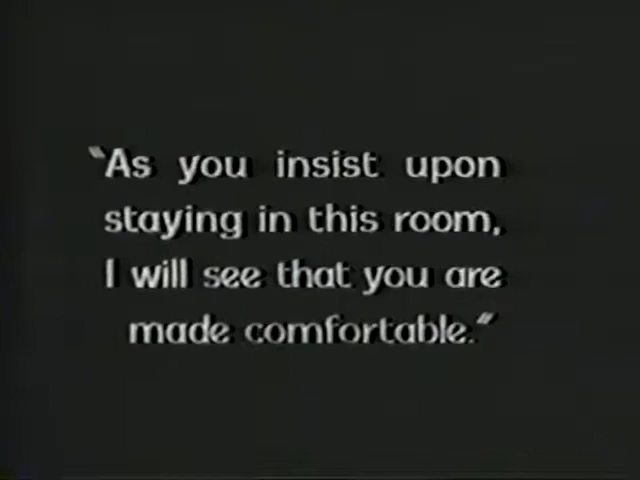 "As you insist upon
staying in this room,
I will see that you are
made comfortable."